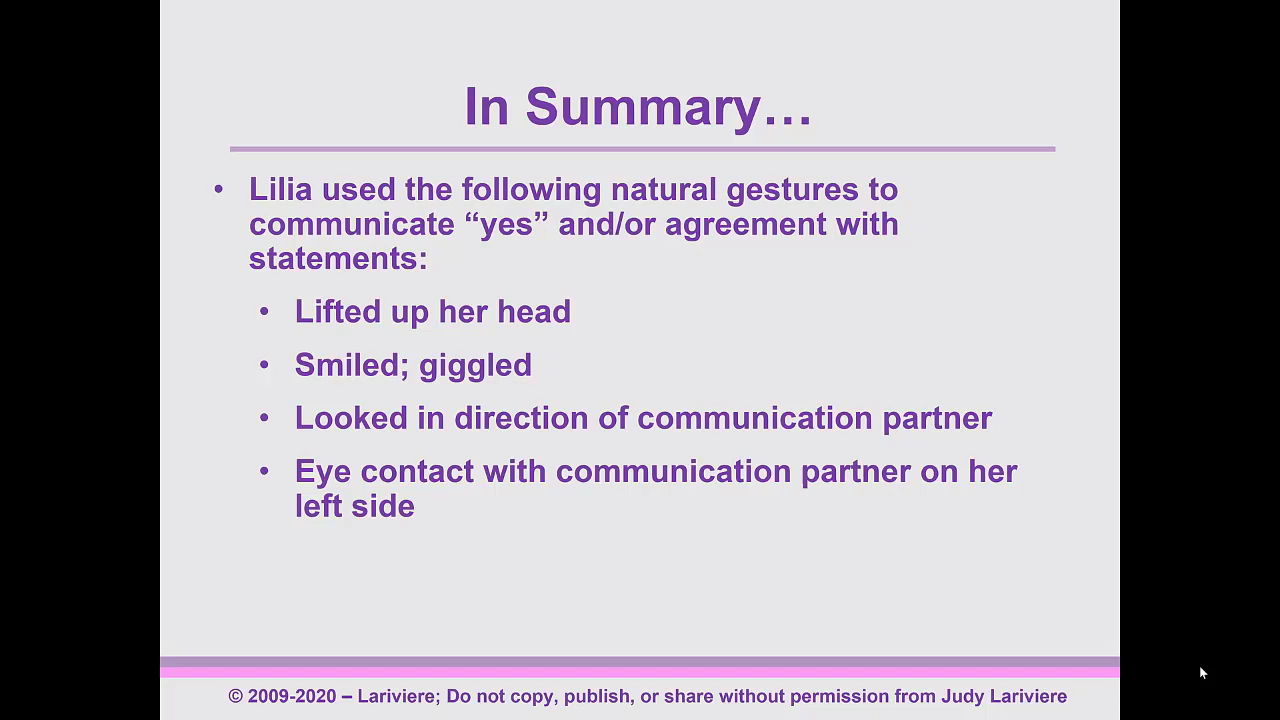 In Summary…
• Lilia used the following natural gestures to
communicate “yes” and/or agreement with
statements:
• Lifted up her head
• Smiled; giggled
• Looked in direction of communication partner
• Eye contact with communication partner on her
left side
© 2009-2020 – Lariviere; Do not copy, publish, or share without permission from Judy Lariviere